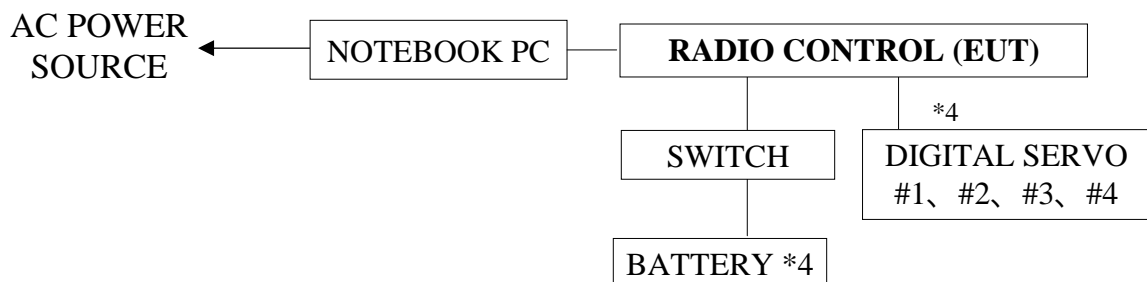 AC POWER
SOURCE
NOTEBOOK PC
RADIO CONTROL (EUT)
*4
SWITCH
DIGITAL SERVO
#1、#2、#3、#4
BATTERY *4